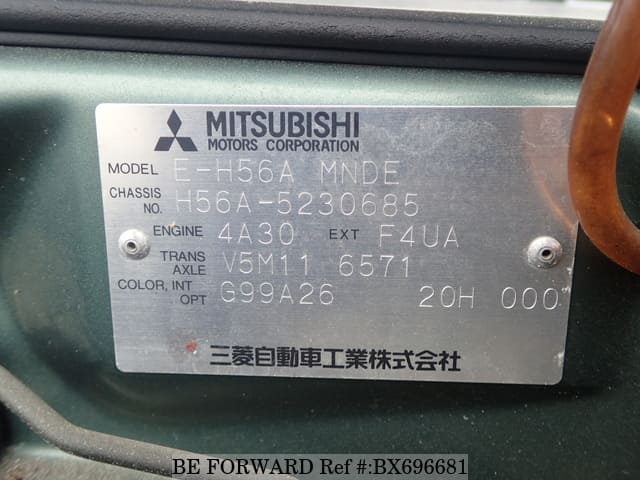 MITSUBISHI
MOTORS CORPORATION
MODEL E-H56A MNDE
CHASSIS NO. H56A-5230685
ENGINE 4A30 EXT F4UA
TRANS AXLE V5M11 6571
COLOR, INT OPT G99A26 20H 000
三菱自動車工業株式会社
BE FORWARD Ref #:BX696681